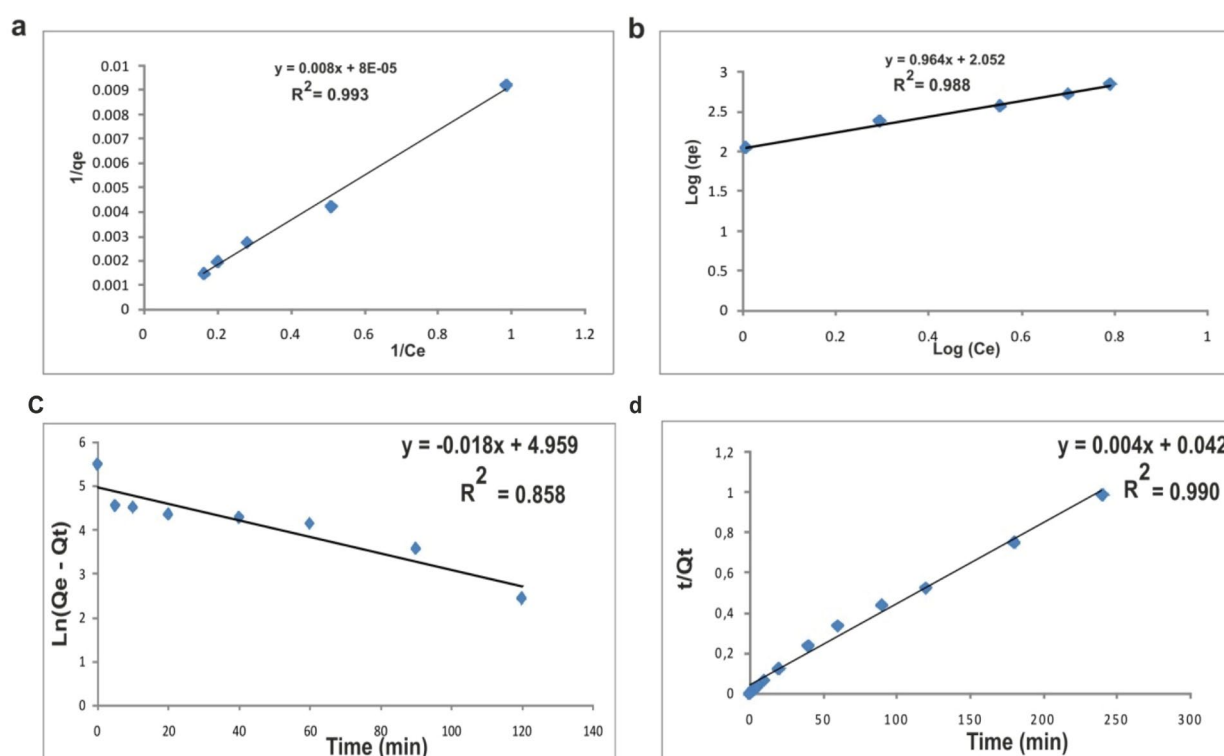 a
y = 0.008x + 8E-05
R2 = 0.993
0.01
0.009
0.008
0.007
0.006
0.005
0.004
0.003
0.002
0.001
0
1/qe
0 0.2 0.4 0.6 0.8 1 1.2
1/Ce
b
y = 0.964x + 2.052
R2 = 0.988
3
2.5
2
1.5
1
0.5
0
Log (qe)
0 0.2 0.4 0.6 0.8 1
Log (Ce)
C
y = -0.018x + 4.959
R2 = 0.858
6
5
4
3
2
1
0
Ln(Qe - Qt)
0 20 40 60 80 100 120 140
Time (min)
d
y = 0.004x + 0.042
R2 = 0.990
1,2
1
0,8
0,6
0,4
0,2
0
t/Qt
0 50 100 150 200 250 300
Time (min)